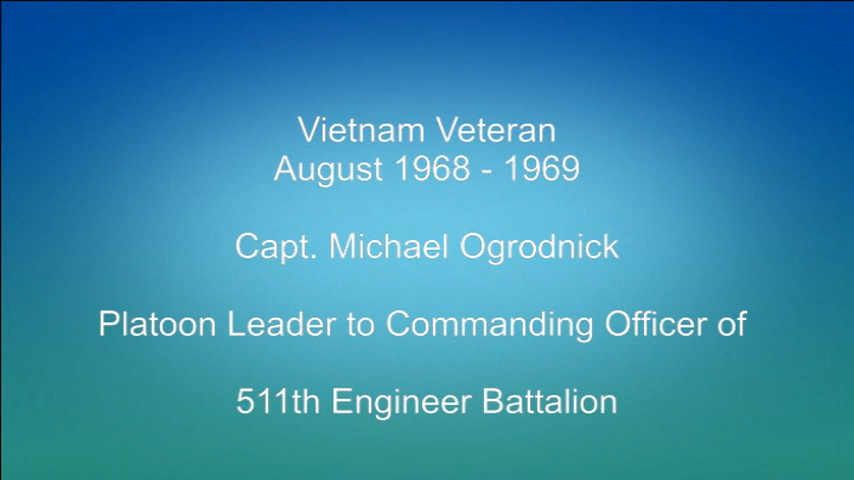 Vietnam Veteran
August 1968 - 1969
Capt. Michael Ogrodnick
Platoon Leader to Commanding Officer of
511th Engineer Battalion